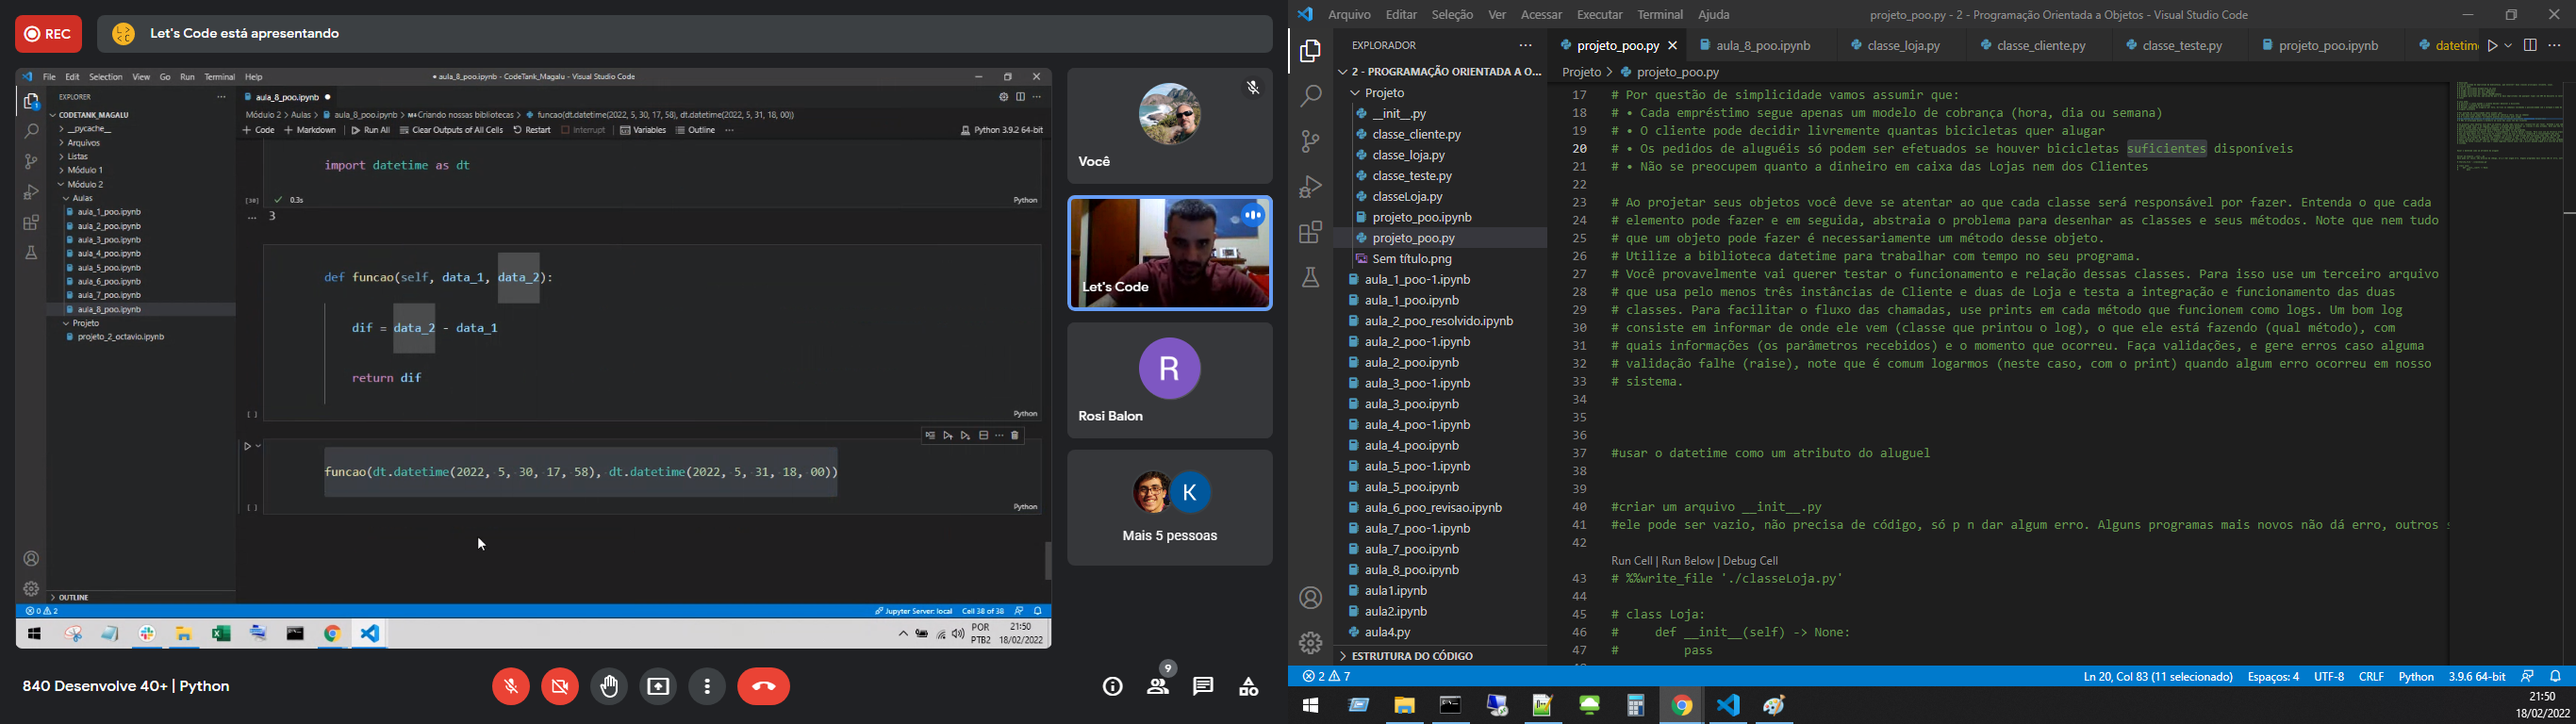 REC
Let's Code está apresentando
File Edit Selection View Go Run Terminal Help
● aula_8_poo.ipynb - CodeTank_Magalu - Visual Studio Code
EXPLORER
CODETANK_MAGALU
__pycache__
Arquivos
Listas
Módulo 1
Módulo 2
Aulas
aula_1_poo.ipynb
aula_2_poo.ipynb
aula_3_poo.ipynb
aula_4_poo.ipynb
aula_5_poo.ipynb
aula_6_poo.ipynb
aula_7_poo.ipynb
aula_8_poo.ipynb
Projeto
projeto_2_octavio.ipynb
OUTLINE
aula_8_poo.ipynb ●
Módulo 2 > Aulas > aula_8_poo.ipynb > M↓Criando nossas bibliotecas > funcao(dt.datetime(2022, 5, 30, 17, 58), dt.datetime(2022, 5, 31, 18, 00))
+ Code + Markdown Run All Clear Outputs of All Cells Restart Interrupt Variables Outline ...
Python 3.9.2 64-bit
import datetime as dt
[30] ✓ 0.3s Python
3
def funcao(self, data_1, data_2):
dif = data_2 - data_1
return dif
[ ] Python
funcao(dt.datetime(2022, 5, 30, 17, 58), dt.datetime(2022, 5, 31, 18, 00))
[ ] Python
0 2 Jupyter Server: local Cell 38 of 38
POR
PTB2
21:50
18/02/2022
Você
Let's Code
R
Rosi Balon
K
Mais 5 pessoas
840 Desenvolve 40+ | Python
9
Arquivo Editar Seleção Ver Acessar Executar Terminal Ajuda
projeto_poo.py - 2 - Programação Orientada a Objetos - Visual Studio Code
EXPLORADOR
2 - PROGRAMAÇÃO ORIENTADA A O...
Projeto
__init__.py
classe_cliente.py
classe_loja.py
classe_teste.py
classeLoja.py
projeto_poo.ipynb
projeto_poo.py
Sem título.png
aula_1_poo-1.ipynb
aula_1_poo.ipynb
aula_2_poo_resolvido.ipynb
aula_2_poo-1.ipynb
aula_2_poo.ipynb
aula_3_poo-1.ipynb
aula_3_poo.ipynb
aula_4_poo-1.ipynb
aula_4_poo.ipynb
aula_5_poo-1.ipynb
aula_5_poo.ipynb
aula_6_poo_revisao.ipynb
aula_7_poo-1.ipynb
aula_7_poo.ipynb
aula_8_poo.ipynb
aula1.ipynb
aula2.ipynb
aula4.py
ESTRUTURA DO CÓDIGO
projeto_poo.py aula_8_poo.ipynb classe_loja.py classe_cliente.py classe_teste.py projeto_poo.ipynb datetim
Projeto > projeto_poo.py
17 # Por questão de simplicidade vamos assumir que:
18 # • Cada empréstimo segue apenas um modelo de cobrança (hora, dia ou semana)
19 # • O cliente pode decidir livremente quantas bicicletas quer alugar
20 # • Os pedidos de aluguéis só podem ser efetuados se houver bicicletas suficientes disponíveis
21 # • Não se preocupem quanto a dinheiro em caixa das Lojas nem dos Clientes
22
23 # Ao projetar seus objetos você deve se atentar ao que cada classe será responsável por fazer. Entenda o que cada
24 # elemento pode fazer e em seguida, abstraia o problema para desenhar as classes e seus métodos. Note que nem tudo
25 # que um objeto pode fazer é necessariamente um método desse objeto.
26 # Utilize a biblioteca datetime para trabalhar com tempo no seu programa.
27 # Você provavelmente vai querer testar o funcionamento e relação dessas classes. Para isso use um terceiro arquivo
28 # que usa pelo menos três instâncias de Cliente e duas de Loja e testa a integração e funcionamento das duas
29 # classes. Para facilitar o fluxo das chamadas, use prints em cada método que funcionem como logs. Um bom log
30 # consiste em informar de onde ele vem (classe que printou o log), o que ele está fazendo (qual método), com
31 # quais informações (os parâmetros recebidos) e o momento que ocorreu. Faça validações, e gere erros caso alguma
32 # validação falhe (raise), note que é comum logarmos (neste caso, com o print) quando algum erro ocorreu em nosso
33 # sistema.
34
35
36
37 #usar o datetime como um atributo do aluguel
38
39
40 #criar um arquivo __init__.py
41 #ele pode ser vazio, não precisa de código, só p n dar algum erro. Alguns programas mais novos não dá erro, outros
42
Run Cell | Run Below | Debug Cell
43 # %%write_file './classeLoja.py'
44
45 # class Loja:
46 # def __init__(self) -> None:
47 # pass
2 7 Ln 20, Col 83 (11 selecionado) Espaços: 4 UTF-8 CRLF Python 3.9.6 64-bit
21:50
18/02/2022